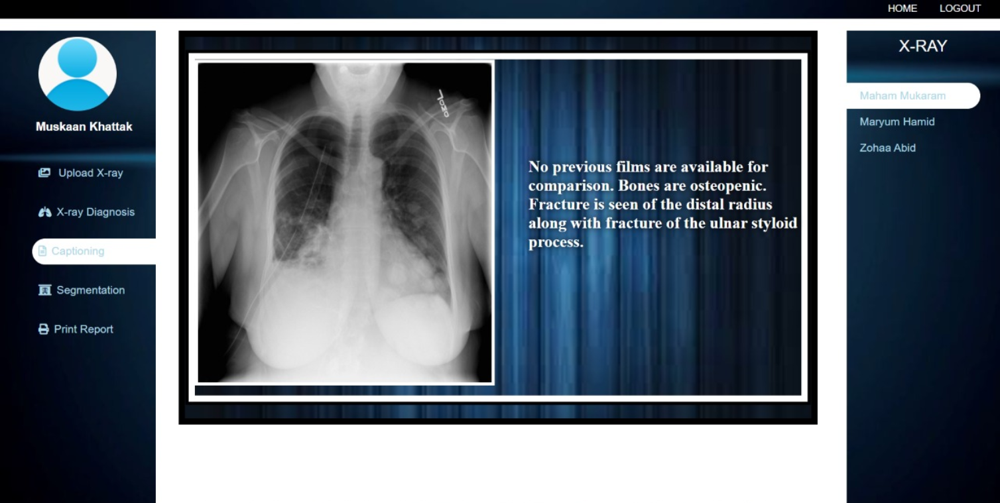 HOME LOGOUT
Muskaan Khattak
Upload X-ray
X-ray Diagnosis
Captioning
Segmentation
Print Report
No previous films are available for
comparison. Bones are osteopenic.
Fracture is seen of the distal radius
along with fracture of the ulnar styloid
process.
X-RAY
Maham Mukaram
Maryum Hamid
Zohaa Abid